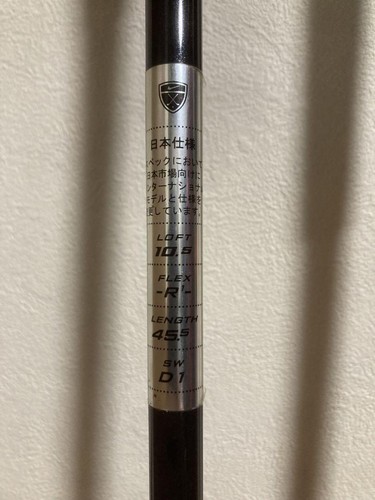 日本仕様
ペックにおいて
日本市場向けに
ンターナショナ
モデルと仕様を
変更しています。
LOFT
10.5
FLEX
-R-
LENGTH
45.5
SW
D1